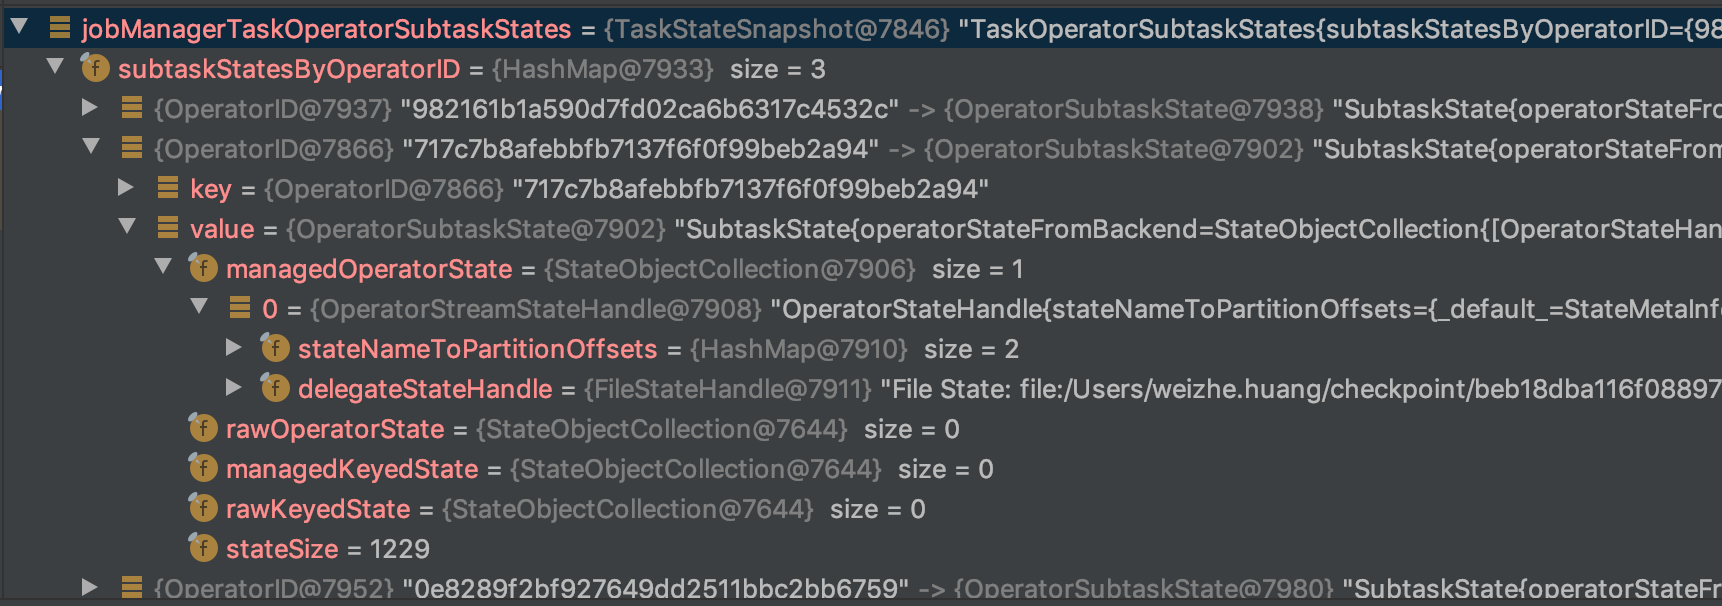 jobManagerTaskOperatorSubtaskStates = {TaskStateSnapshot@7846} "TaskOperatorSubtaskStates{subtaskStatesByOperatorID={98
f subtaskStatesByOperatorID = {HashMap@7933} size = 3
{OperatorID@7937} "982161b1a590d7fd02ca6b6317c4532c" -> {OperatorSubtaskState@7938} "SubtaskState{operatorStateFro
{OperatorID@7866} "717c7b8afebbfb7137f6f0f99beb2a94" -> {OperatorSubtaskState@7902} "SubtaskState{operatorStateFrom
key = {OperatorID@7866} "717c7b8afebbfb7137f6f0f99beb2a94"
value = {OperatorSubtaskState@7902} "SubtaskState{operatorStateFromBackend=StateObjectCollection{[OperatorStateHan
f managedOperatorState = {StateObjectCollection@7906} size = 1
0 = {OperatorStreamStateHandle@7908} "OperatorStateHandle{stateNameToPartitionOffsets={_default_=StateMetaInf
f stateNameToPartitionOffsets = {HashMap@7910} size = 2
f delegateStateHandle = {FileStateHandle@7911} "File State: file:/Users/weizhe.huang/checkpoint/beb18dba116f08897
f rawOperatorState = {StateObjectCollection@7644} size = 0
f managedKeyedState = {StateObjectCollection@7644} size = 0
f rawKeyedState = {StateObjectCollection@7644} size = 0
f stateSize = 1229
{OperatorID@7952} "0e8289f2bf927649dd2511bbc2bb6759" -> {OperatorSubtaskState@7980} "SubtaskState{operatorStateF